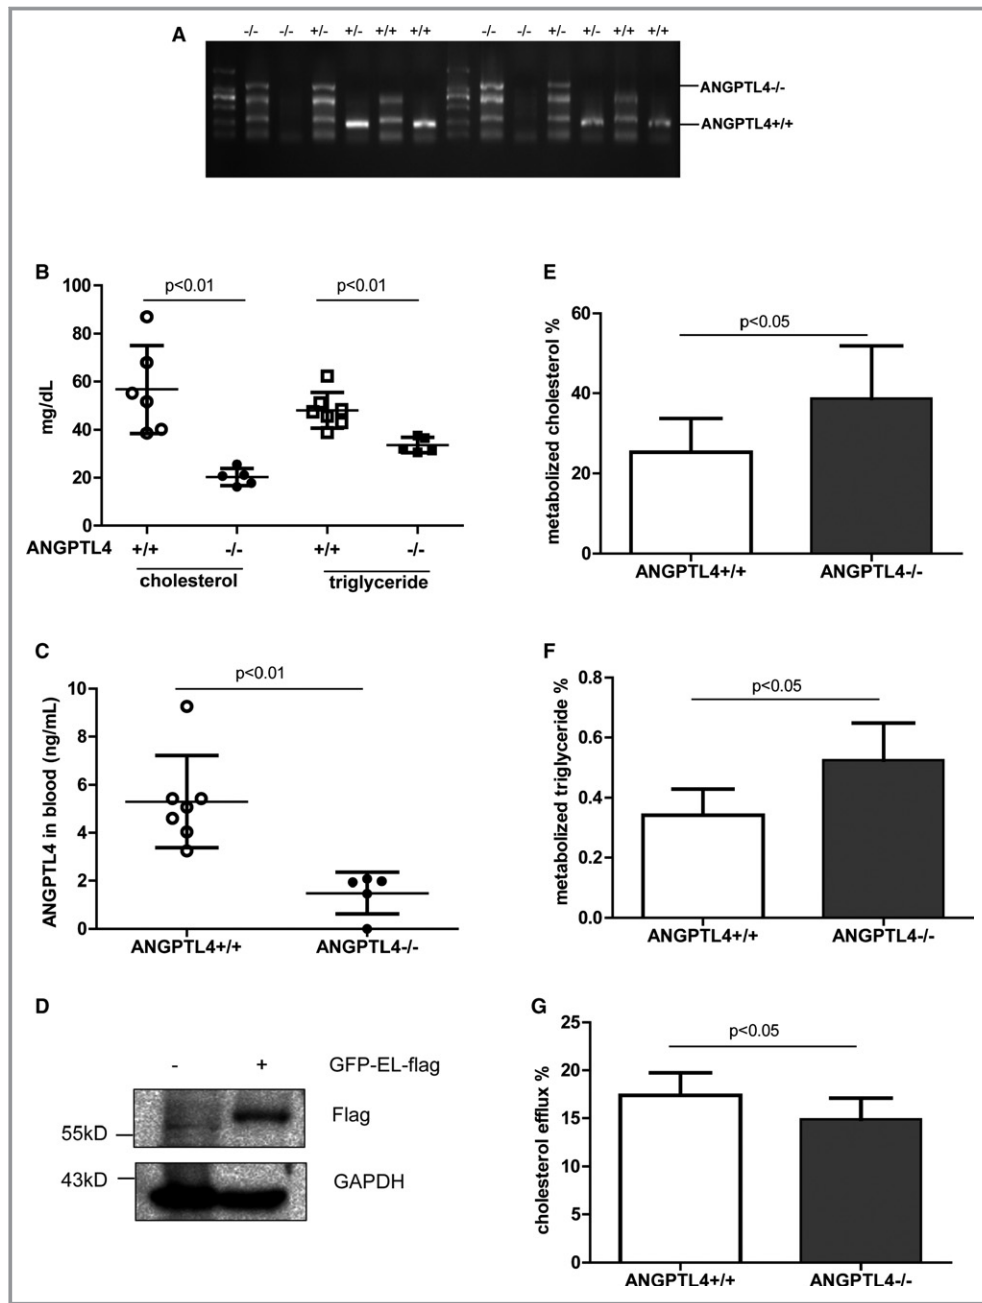 A
-/- -/- +/- +/- +/+ +/+ -/- -/- +/- +/- +/+ +/+
ANGPTL4-/-
ANGPTL4+/+
B
p<0.01 p<0.01
100
80
60
40
20
0
mg/dL
ANGPTL4 +/+ -/- +/+ -/-
cholesterol triglyceride
C
p<0.01
10
8
6
4
2
0
ANGPTL4 in blood (ng/mL)
ANGPTL4+/+ ANGPTL4-/-
D
- + GFP-EL-flag
Flag
55kD
43kD
GAPDH
E
p<0.05
60
40
20
0
metabolized cholesterol %
ANGPTL4+/+ ANGPTL4-/-
F
p<0.05
0.8
0.6
0.4
0.2
0.0
metabolized triglyceride %
ANGPTL4+/+ ANGPTL4-/-
G
p<0.05
25
20
15
10
5
0
cholesterol efflux %
ANGPTL4+/+ ANGPTL4-/-